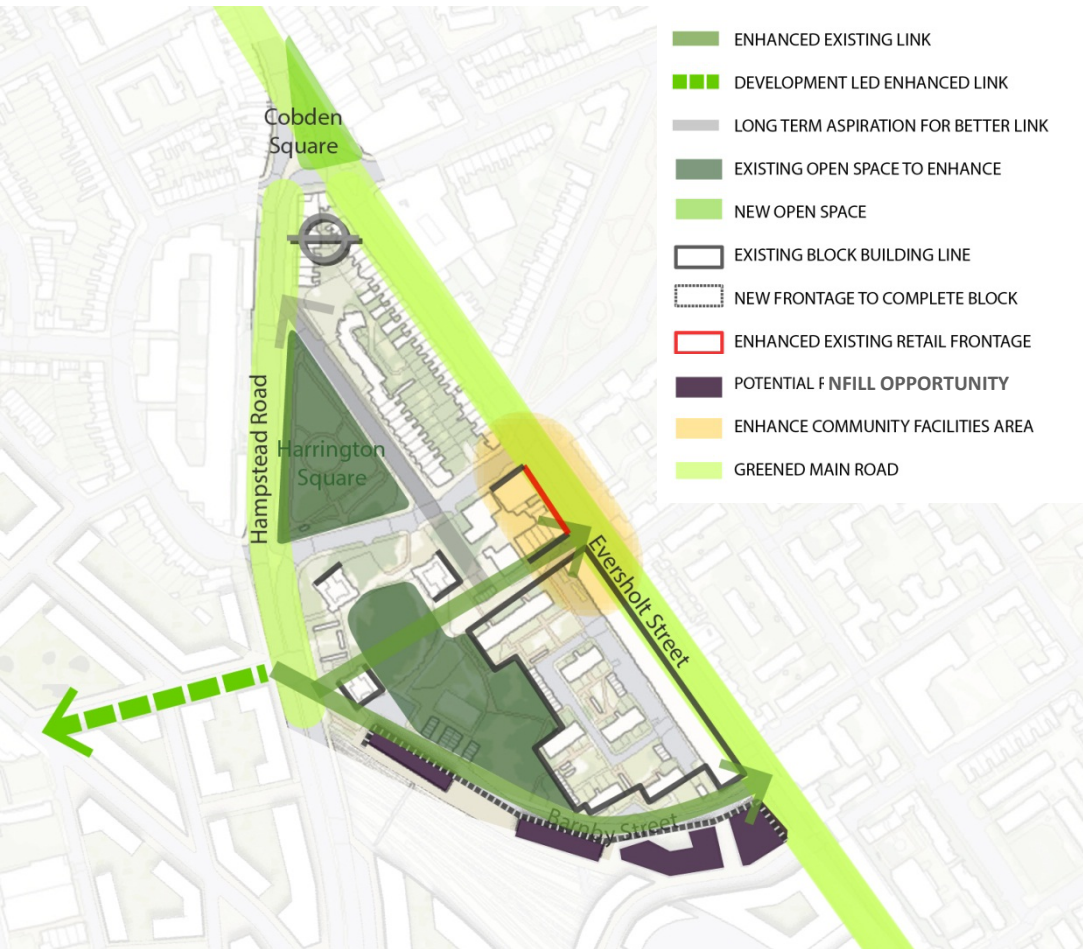 ENHANCED EXISTING LINK
DEVELOPMENT LED ENHANCED LINK
LONG TERM ASPIRATION FOR BETTER LINK
EXISTING OPEN SPACE TO ENHANCE
NEW OPEN SPACE
EXISTING BLOCK BUILDING LINE
NEW FRONTAGE TO COMPLETE BLOCK
ENHANCED EXISTING RETAIL FRONTAGE
POTENTIAL F NFILL OPPORTUNITY
ENHANCE COMMUNITY FACILITIES AREA
GREENED MAIN ROAD
Cobden
Square
Hampstead Road
Harrington
Square
Eversholt Street
Barnby Street